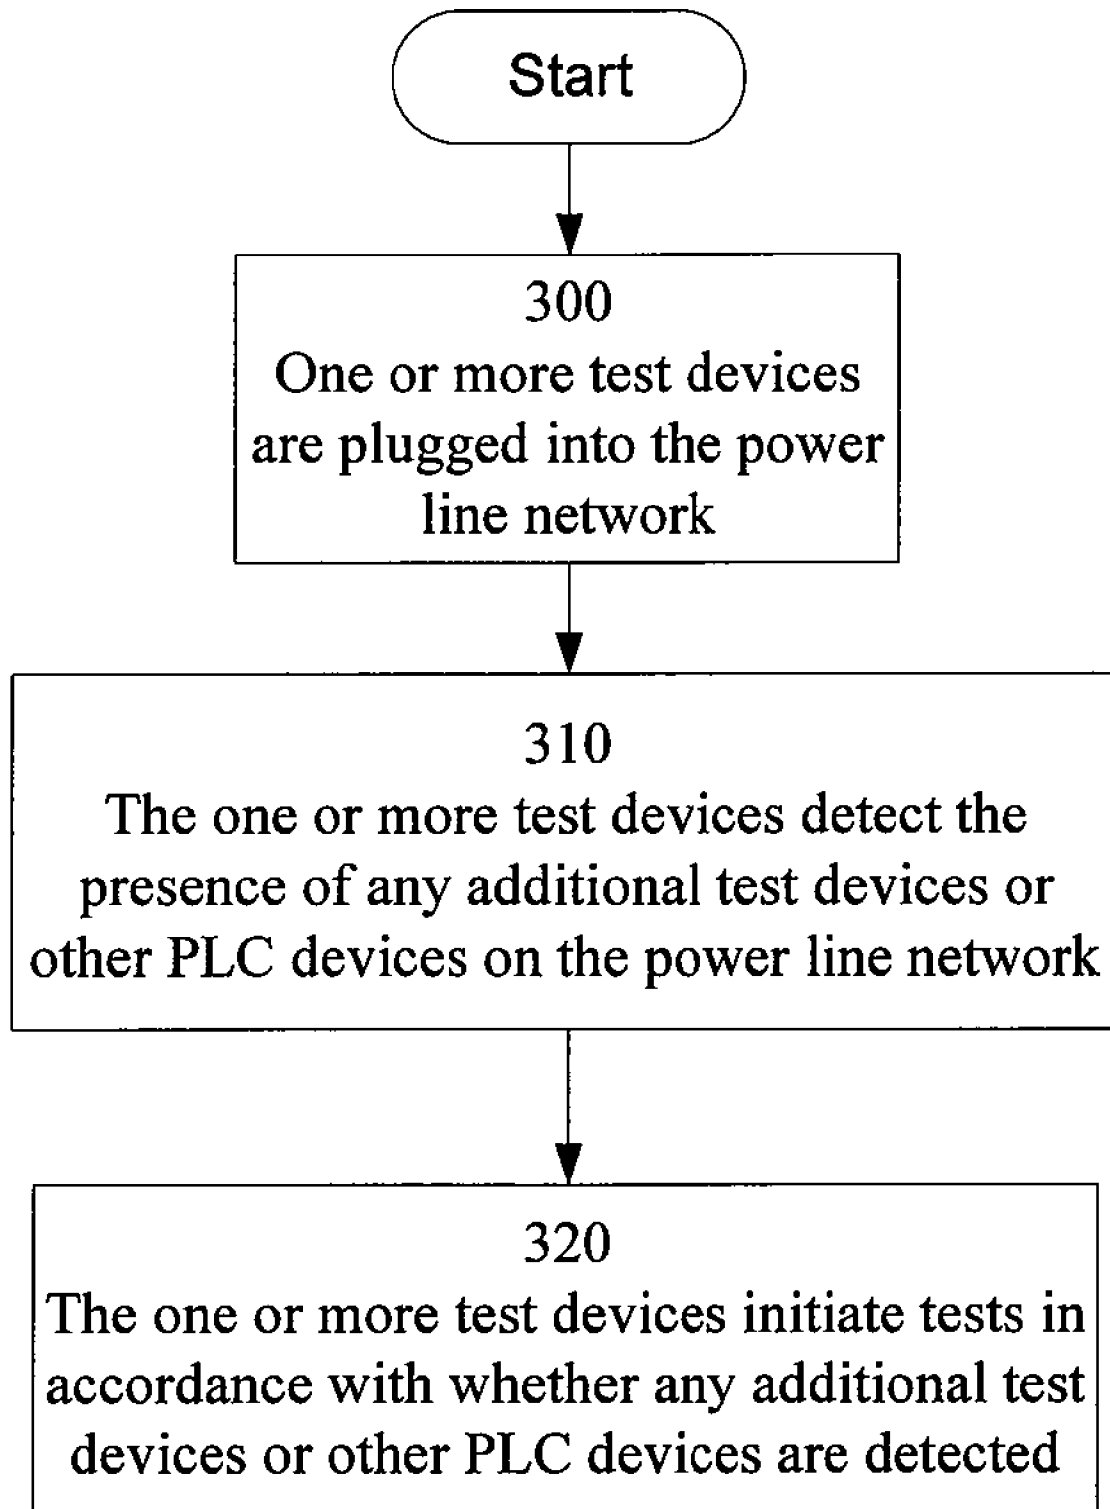 Start
300
One or more test devices
are plugged into the power
line network
310
The one or more test devices detect the
presence of any additional test devices or
other PLC devices on the power line network
320
The one or more test devices initiate tests in
accordance with whether any additional test
devices or other PLC devices are detected